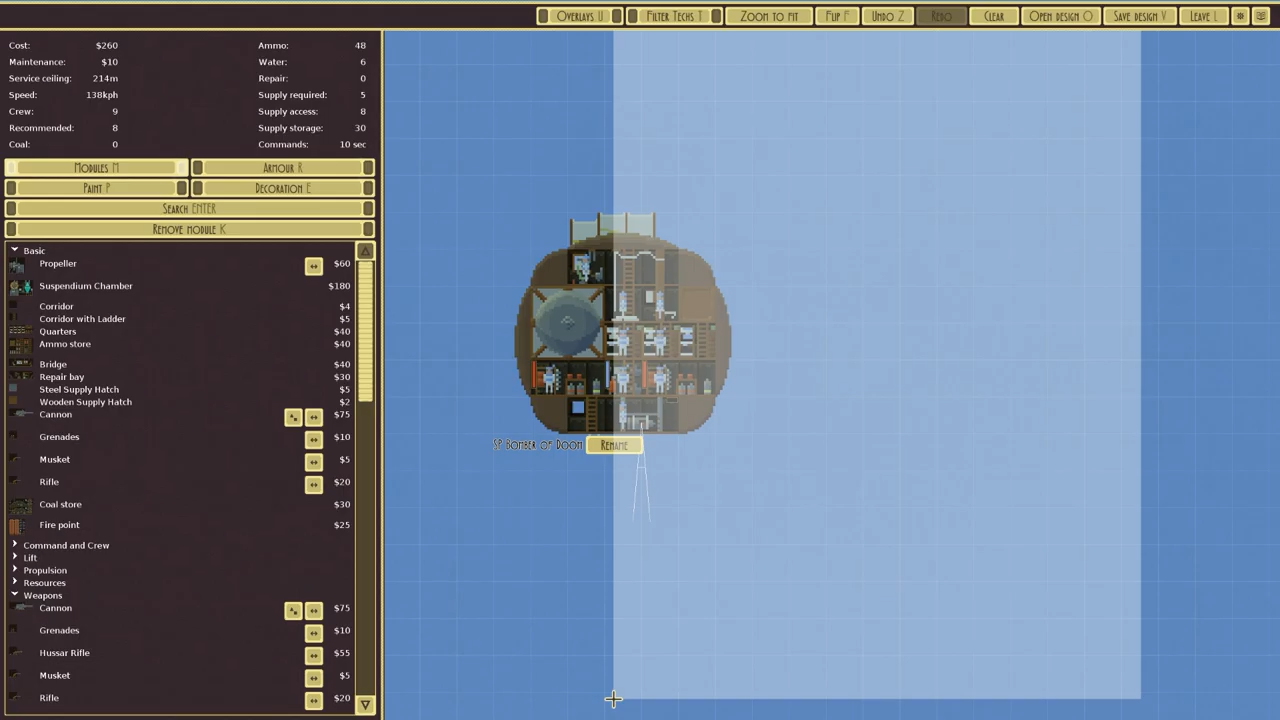 OVERLAYS U FILTER TECHS T ZOOM TO FIT FLIP F UNDO Z REDO CLEAR OPEN DESIGN O SAVE DESIGN V LEAVE L
Cost: $260 Ammo: 48
Maintenance: $10 Water: 6
Service ceiling: 214m Repair: 0
Speed: 138kph Supply required: 5
Crew: 9 Supply access: 8
Recommended: 8 Supply storage: 30
Coal: 0 Commands: 10 sec
MODULES M ARMOUR R
PAINT P DECORATION E
SEARCH ENTER
REMOVE MODULE K
Basic
Propeller $60
Suspendium Chamber $180
Corridor $4
Corridor with Ladder $5
Quarters $40
Ammo store $40
Bridge $40
Repair bay $30
Steel Supply Hatch $5
Wooden Supply Hatch $2
Cannon $75
Grenades $10
Musket $5
Rifle $20
Coal store $30
Fire point $25
Command and Crew
Lift
Propulsion
Resources
Weapons
Cannon $75
Grenades $10
Hussar Rifle $55
Musket $5
Rifle $20
SP BOMBER OF DOOM RENAME